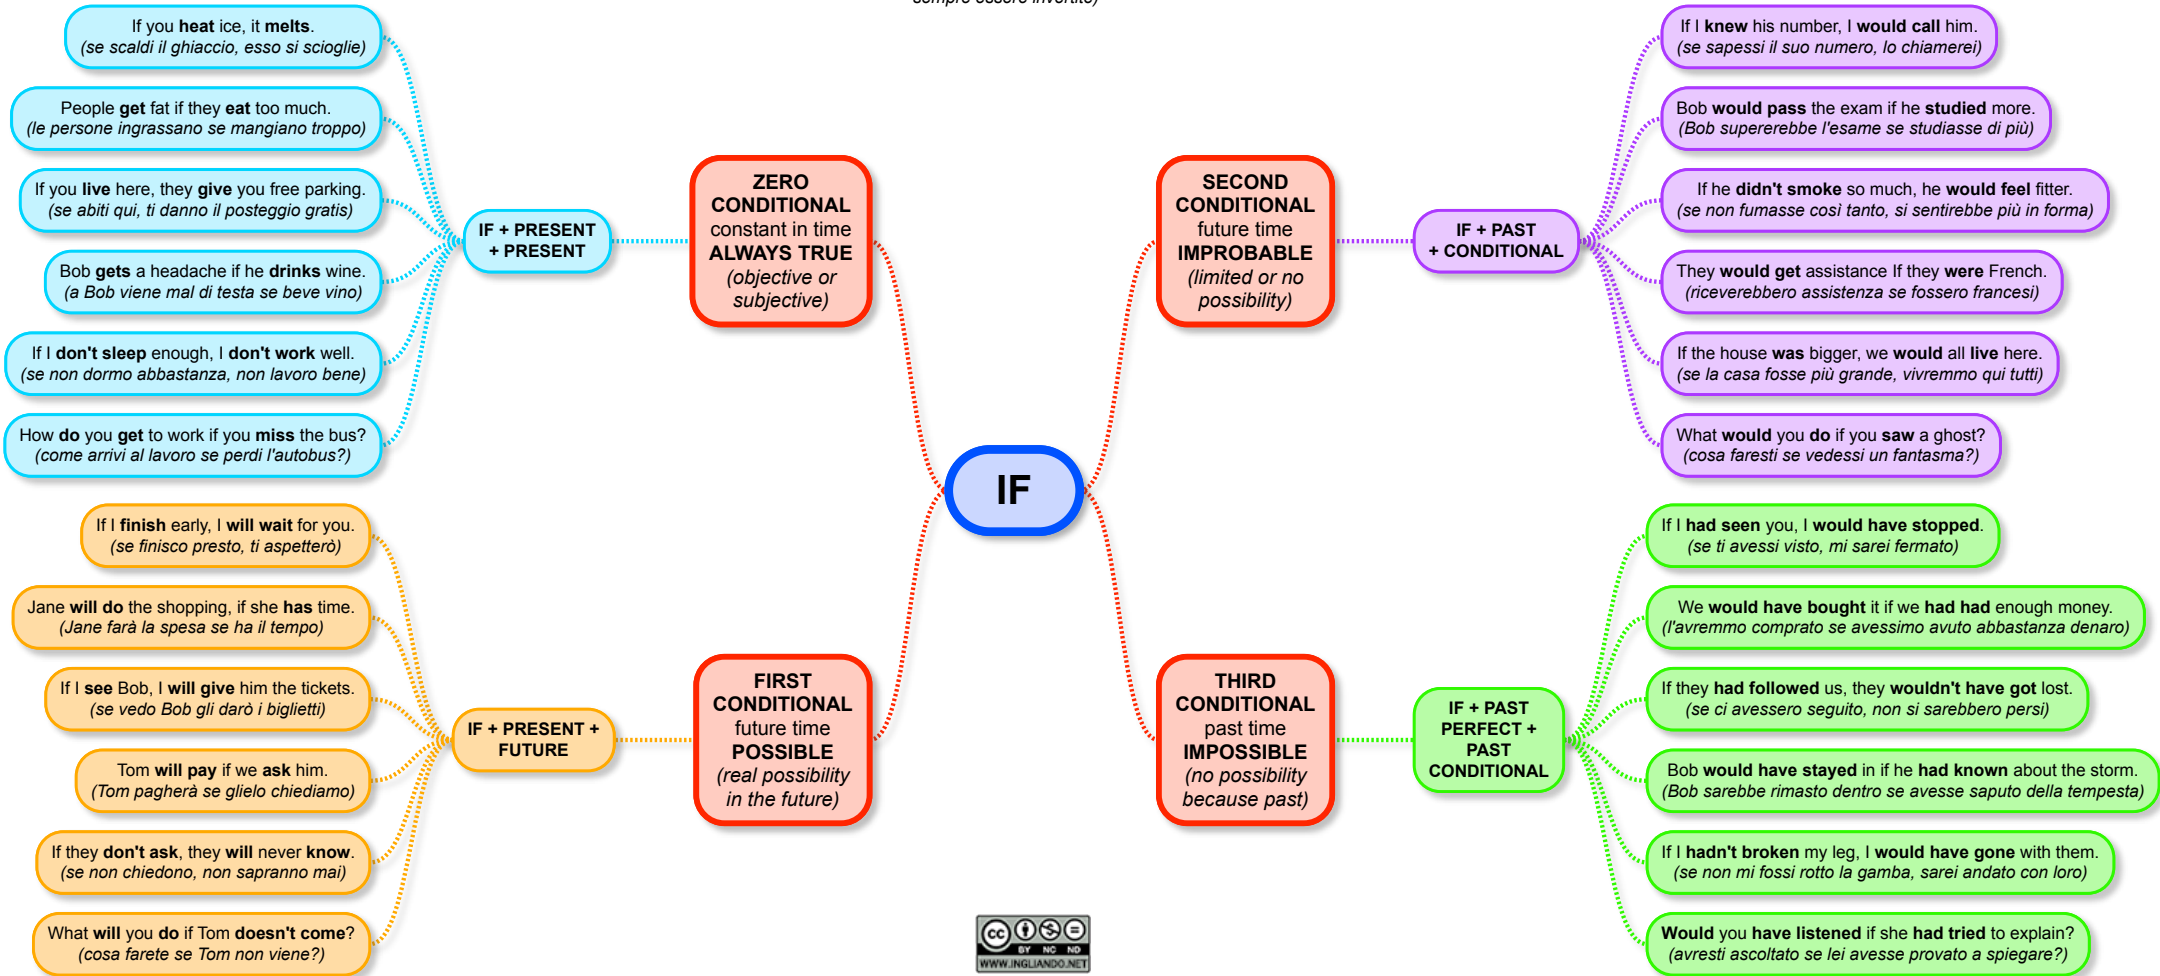 sempre essere invertito)
If you heat ice, it melts.
(se scaldi il ghiaccio, esso si scioglie)
People get fat if they eat too much.
(le persone ingrassano se mangiano troppo)
If you live here, they give you free parking.
(se abiti qui, ti danno il posteggio gratis)
Bob gets a headache if he drinks wine.
(a Bob viene mal di testa se beve vino)
If I don't sleep enough, I don't work well.
(se non dormo abbastanza, non lavoro bene)
How do you get to work if you miss the bus?
(come arrivi al lavoro se perdi l'autobus?)
IF + PRESENT
+ PRESENT
ZERO
CONDITIONAL
constant in time
ALWAYS TRUE
(objective or
subjective)
If I finish early, I will wait for you.
(se finisco presto, ti aspetterò)
Jane will do the shopping, if she has time.
(Jane farà la spesa se ha il tempo)
If I see Bob, I will give him the tickets.
(se vedo Bob gli darò i biglietti)
Tom will pay if we ask him.
(Tom pagherà se glielo chiediamo)
If they don't ask, they will never know.
(se non chiedono, non sapranno mai)
What will you do if Tom doesn't come?
(cosa farete se Tom non viene?)
IF + PRESENT +
FUTURE
FIRST
CONDITIONAL
future time
POSSIBLE
(real possibility
in the future)
IF
SECOND
CONDITIONAL
future time
IMPROBABLE
(limited or no
possibility)
IF + PAST
+ CONDITIONAL
If I knew his number, I would call him.
(se sapessi il suo numero, lo chiamerei)
Bob would pass the exam if he studied more.
(Bob supererebbe l'esame se studiasse di più)
If he didn't smoke so much, he would feel fitter.
(se non fumasse così tanto, si sentirebbe più in forma)
They would get assistance If they were French.
(riceverebbero assistenza se fossero francesi)
If the house was bigger, we would all live here.
(se la casa fosse più grande, vivremmo qui tutti)
What would you do if you saw a ghost?
(cosa faresti se vedessi un fantasma?)
THIRD
CONDITIONAL
past time
IMPOSSIBLE
(no possibility
because past)
IF + PAST
PERFECT +
PAST
CONDITIONAL
If I had seen you, I would have stopped.
(se ti avessi visto, mi sarei fermato)
We would have bought it if we had had enough money.
(l'avremmo comprato se avessimo avuto abbastanza denaro)
If they had followed us, they wouldn't have got lost.
(se ci avessero seguito, non si sarebbero persi)
Bob would have stayed in if he had known about the storm.
(Bob sarebbe rimasto dentro se avesse saputo della tempesta)
If I hadn't broken my leg, I would have gone with them.
(se non mi fossi rotto la gamba, sarei andato con loro)
Would you have listened if she had tried to explain?
(avresti ascoltato se lei avesse provato a spiegare?)
cc
BY NC ND
WWW.INGLIANDO.NET